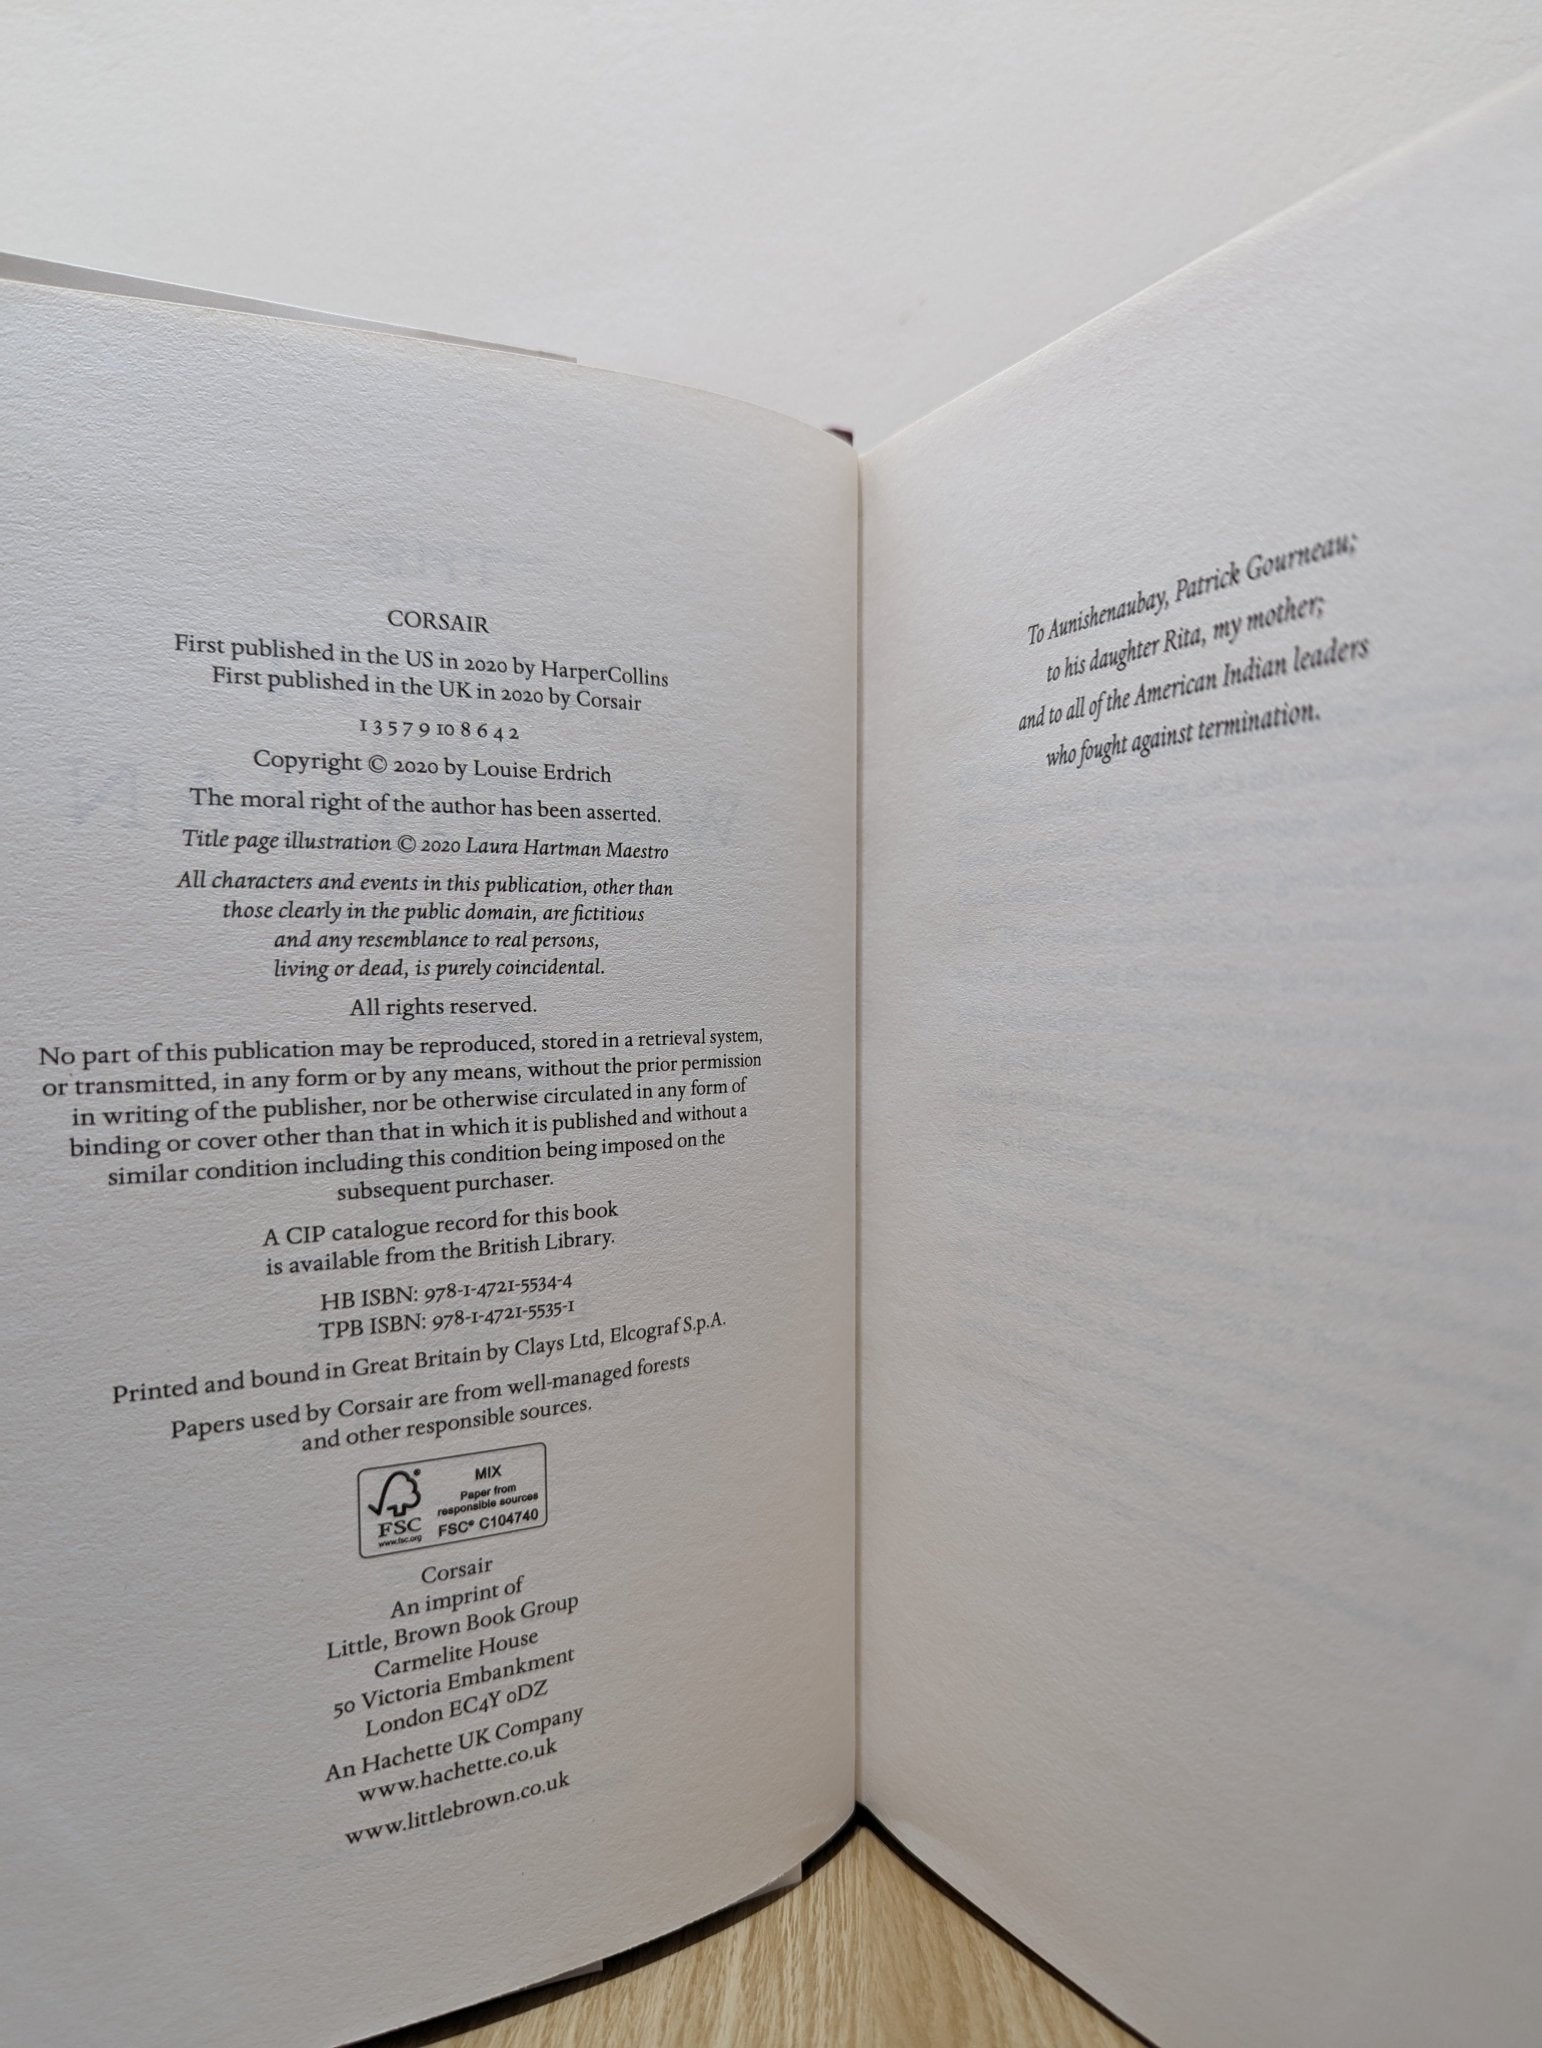 CORSAIR
First published in the US in 2020 by HarperCollins
First published in the UK in 2020 by Corsair
1 3 5 7 9 10 8 6 4 2
Copyright © 2020 by Louise Erdrich
The moral right of the author has been asserted.
Title page illustration © 2020 Laura Hartman Maestro
All characters and events in this publication, other than
those clearly in the public domain, are fictitious
and any resemblance to real persons,
living or dead, is purely coincidental.
All rights reserved.
No part of this publication may be reproduced, stored in a retrieval system,
or transmitted, in any form or by any means, without the prior permission
in writing of the publisher, nor be otherwise circulated in any form of
binding or cover other than that in which it is published and without a
similar condition including this condition being imposed on the
subsequent purchaser.
A CIP catalogue record for this book
is available from the British Library.
HB ISBN: 978-1-4721-5534-4
TPB ISBN: 978-1-4721-5535-1
Printed and bound in Great Britain by Clays Ltd, Elcograf S.p.A.
Papers used by Corsair are from well-managed forests
and other responsible sources.
MIX
Paper from
responsible sources
FSC® C104740
FSC
www.fsc.org
Corsair
An imprint of
Little, Brown Book Group
Carmelite House
50 Victoria Embankment
London EC4Y 0DZ
An Hachette UK Company
www.hachette.co.uk
www.littlebrown.co.uk
To Aunishenaubay, Patrick Gourneau;
to his daughter Rita, my mother;
and to all of the American Indian leaders
who fought against termination.